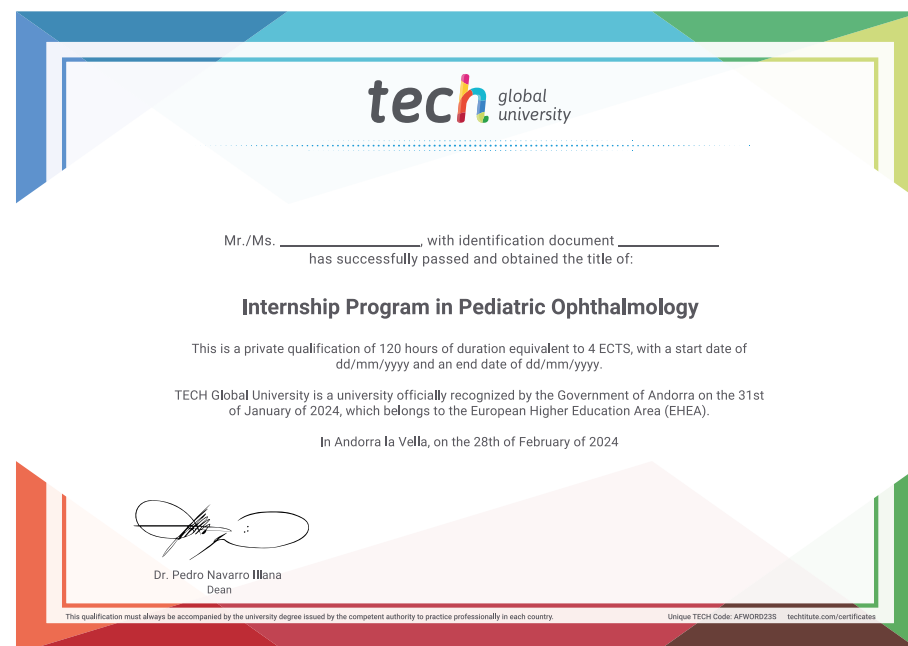 tech global university
Mr./Ms. ____________, with identification document ____________
has successfully passed and obtained the title of:
Internship Program in Pediatric Ophthalmology
This is a private qualification of 120 hours of duration equivalent to 4 ECTS, with a start date of
dd/mm/yyyy and an end date of dd/mm/yyyy.
TECH Global University is a university officially recognized by the Government of Andorra on the 31st
of January of 2024, which belongs to the European Higher Education Area (EHEA).
In Andorra la Vella, on the 28th of February of 2024
Dr. Pedro Navarro Illana
Dean
This qualification must always be accompanied by the university degree issued by the competent authority to practice professionally in each country.
Unique TECH Code: AFWORD23S techtitute.com/certificates